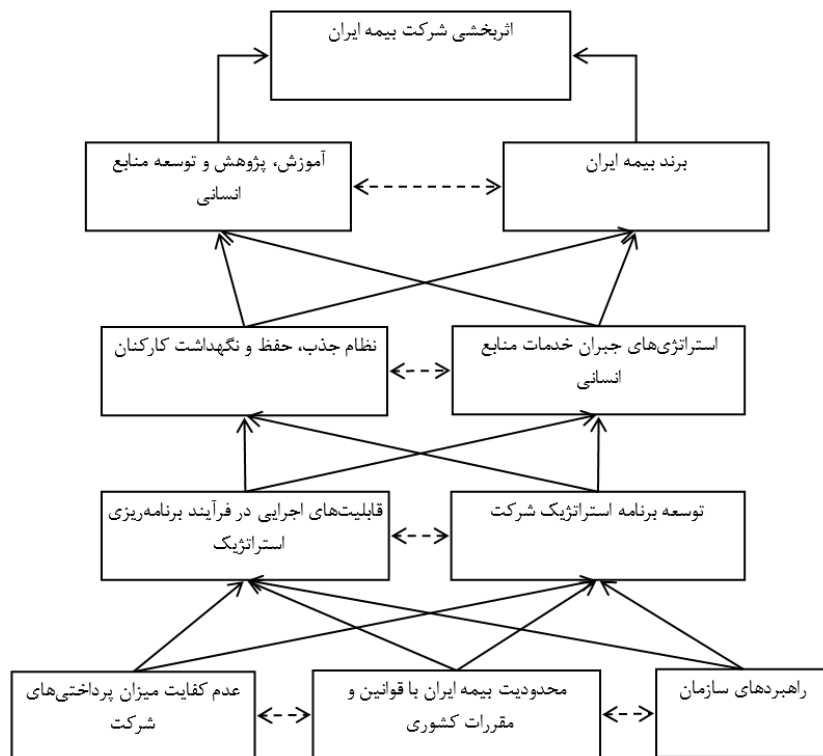 اثربخشی شرکت بیمه ایران
برند بیمه ایران
آموزش، پژوهش و توسعه منابع
انسانی
استراتژی‌های جبران خدمات منابع
انسانی
نظام جذب، حفظ و نگهداشت کارکنان
توسعه برنامه استراتژیک شرکت
قابلیت‌های اجرایی در فرآیند برنامه‌ریزی
استراتژیک
راهبردهای سازمان
محدودیت بیمه ایران با قوانین و
مقررات کشوری
عدم کفایت میزان پرداختی‌های
شرکت